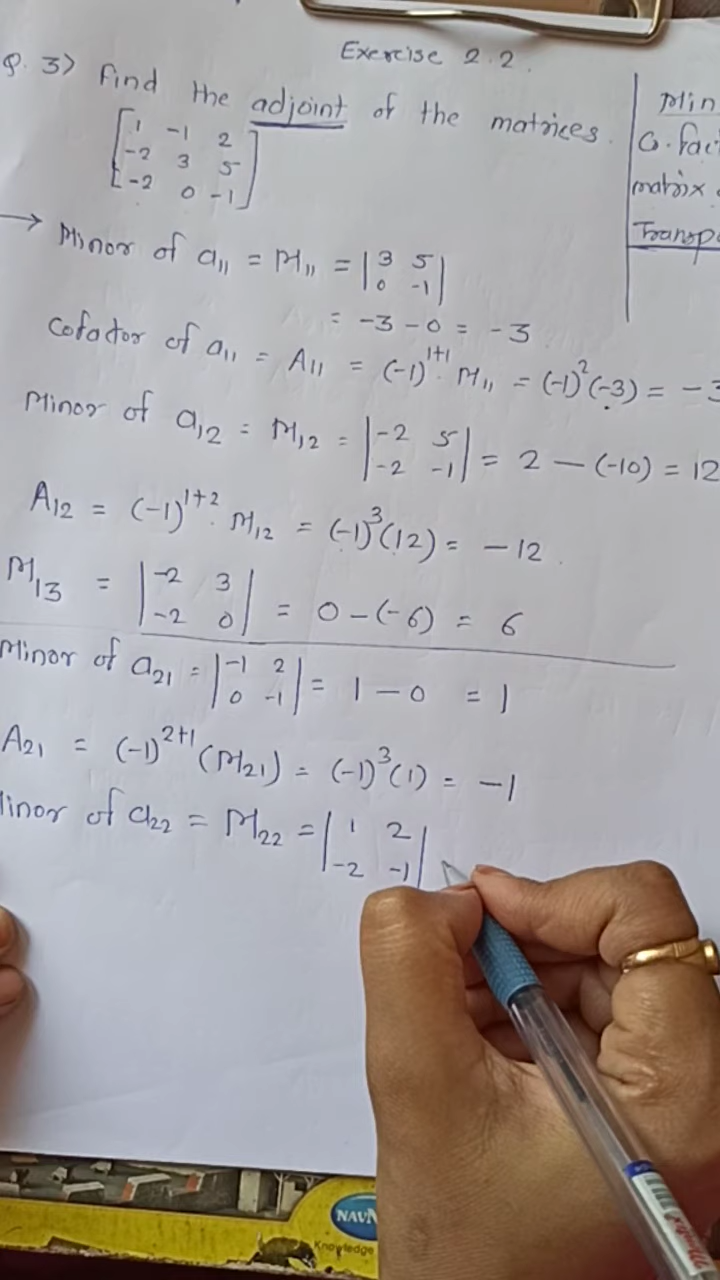 Exercise 2.2.
Q. 3) Find the adjoint of the matrices.
[1 -1 2
-2 3 5
-2 0 -1]
→ Minor of a₁₁ = M₁₁ = |3 5
0 -1|
= -3 - 0 = -3
Cofactor of a₁₁ = A₁₁ = (-1)¹⁺¹. M₁₁ = (-1)²(-3) = -3
Minor of a₁₂ = M₁₂ = |-2 5
-2 -1| = 2 - (-10) = 12
A₁₂ = (-1)¹⁺². M₁₂ = (-1)³(12) = -12.
M₁₃ = |-2 3
-2 0| = 0 - (-6) = 6
Minor of a₂₁ = |-1 2
0 -1| = 1 - 0 = 1
A₂₁ = (-1)²⁺¹ (M₂₁) = (-1)³(1) = -1
Minor of a₂₂ = M₂₂ = |1 2
-2 -1|
Min
Co. fac
matrix
Transp
NAVN
Knowledge